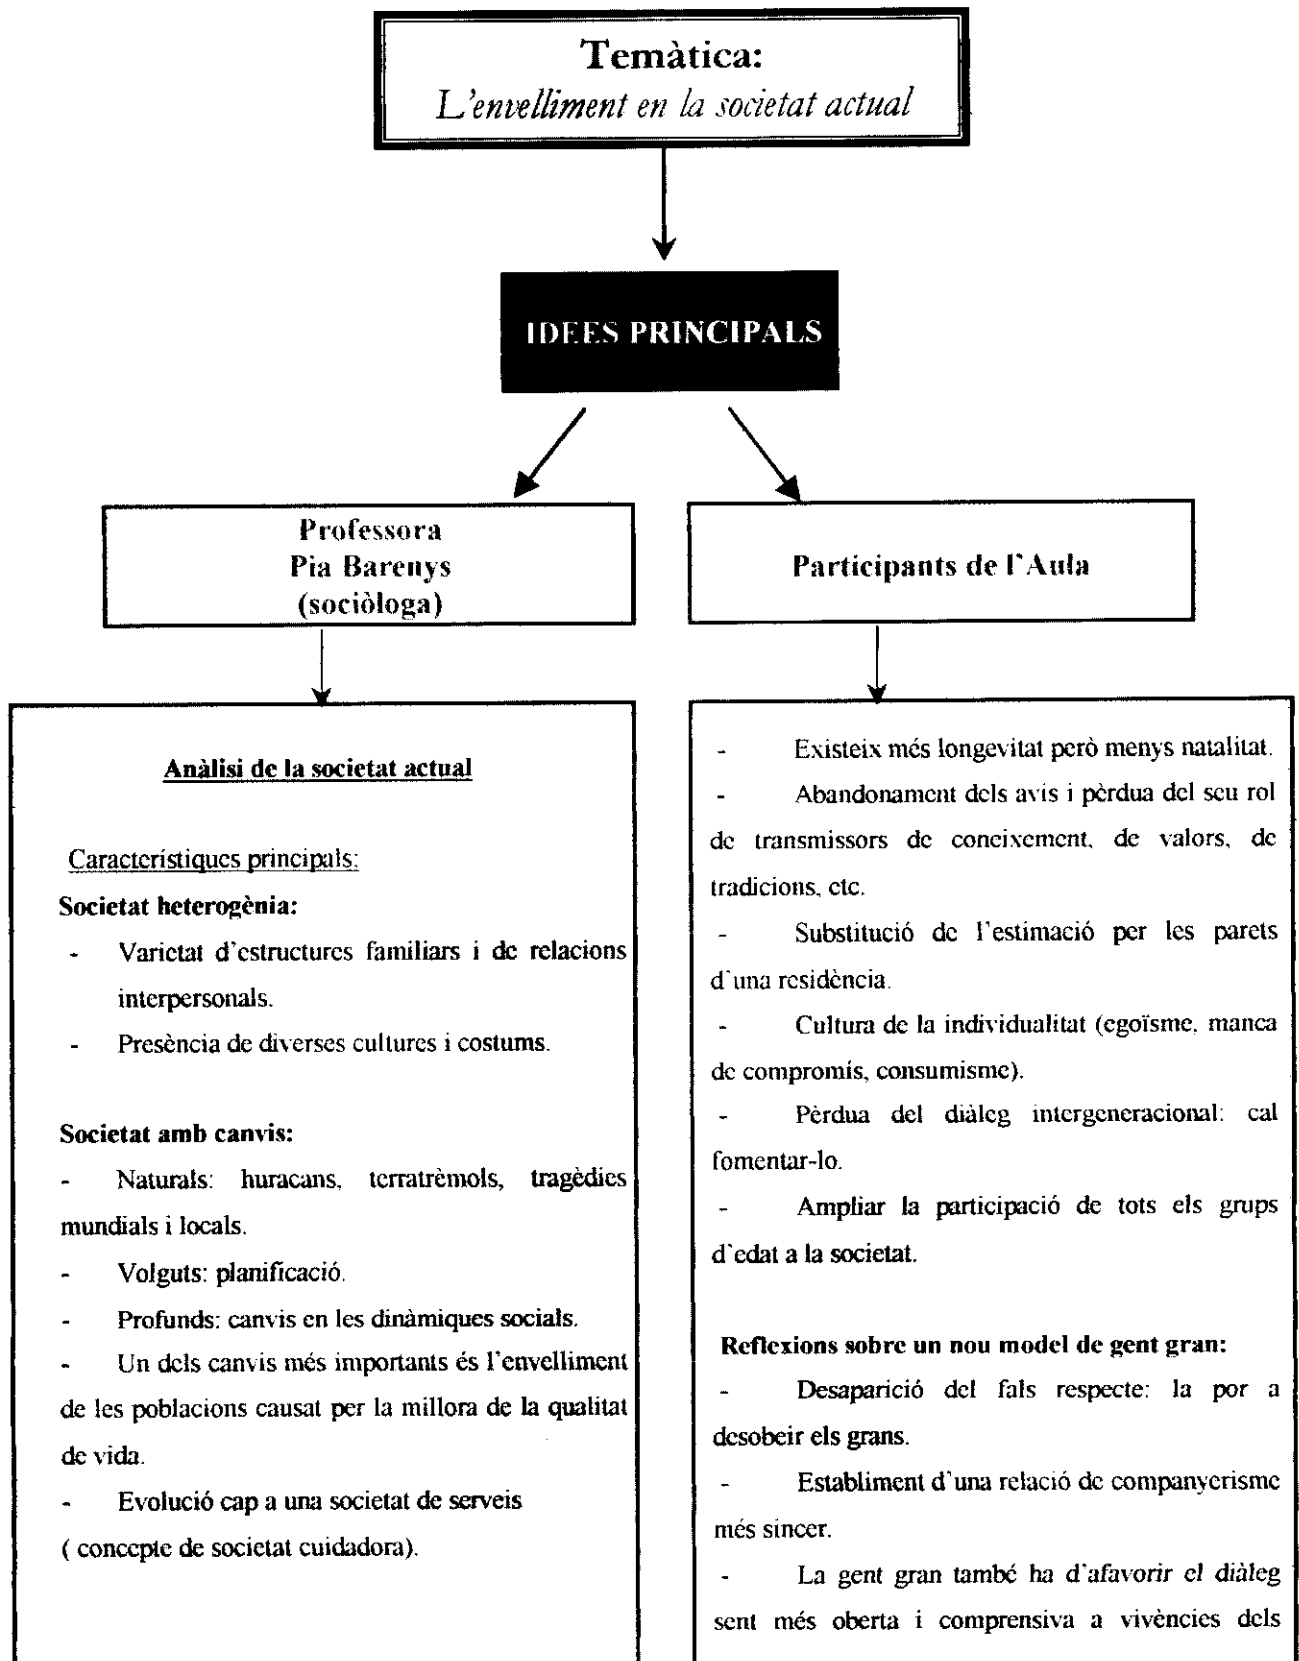 Temàtica:
L'envelliment en la societat actual
IDEES PRINCIPALS
Professora
Pia Barenys
(sociòloga)
Participants de l'Aula
Anàlisi de la societat actual
Característiques principals:
Societat heterogènia:
- Varietat d'estructures familiars i de relacions
interpersonals.
- Presència de diverses cultures i costums.
Societat amb canvis:
- Naturals: huracans, terratrèmols, tragèdies
mundials i locals.
- Volguts: planificació.
- Profunds: canvis en les dinàmiques socials.
- Un dels canvis més importants és l'envelliment
de les poblacions causat per la millora de la qualitat
de vida.
- Evolució cap a una societat de serveis
( concepte de societat cuidadora).
- Existeix més longevitat però menys natalitat.
- Abandonament dels avis i pèrdua del seu rol
de transmissors de coneixement, de valors, de
tradicions, etc.
- Substitució de l'estimació per les parets
d'una residència.
- Cultura de la individualitat (egoïsme, manca
de compromís, consumisme).
- Pèrdua del diàleg intergeneracional: cal
fomentar-lo.
- Ampliar la participació de tots els grups
d'edat a la societat.
Reflexions sobre un nou model de gent gran:
- Desaparició del fals respecte: la por a
desobeir els grans.
- Establiment d'una relació de companyerisme
més sincer.
- La gent gran també ha d'afavorir el diàleg
sent més oberta i comprensiva a vivències dels